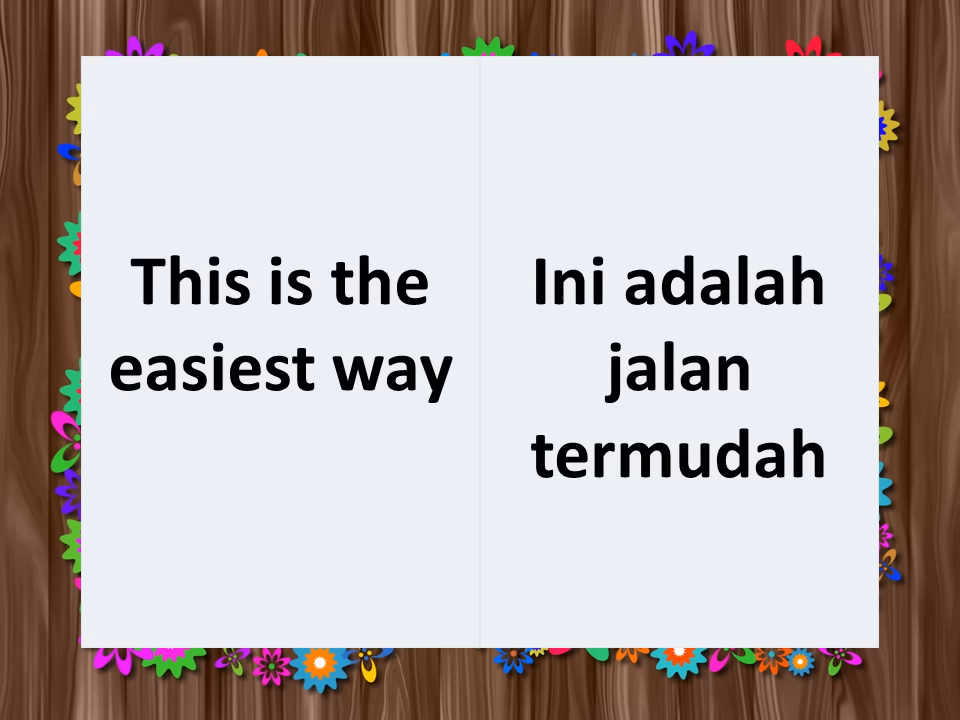 This is the
easiest way
Ini adalah
jalan
termudah